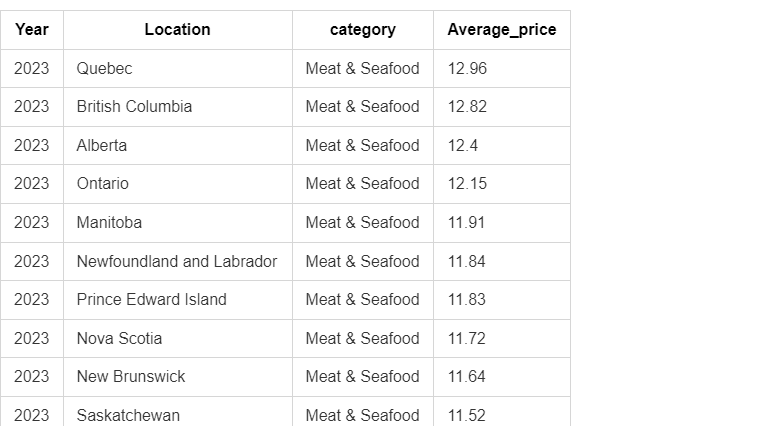 Year Location category Average_price
2023 Quebec Meat & Seafood 12.96
2023 British Columbia Meat & Seafood 12.82
2023 Alberta Meat & Seafood 12.4
2023 Ontario Meat & Seafood 12.15
2023 Manitoba Meat & Seafood 11.91
2023 Newfoundland and Labrador Meat & Seafood 11.84
2023 Prince Edward Island Meat & Seafood 11.83
2023 Nova Scotia Meat & Seafood 11.72
2023 New Brunswick Meat & Seafood 11.64
2023 Saskatchewan Meat & Seafood 11.52